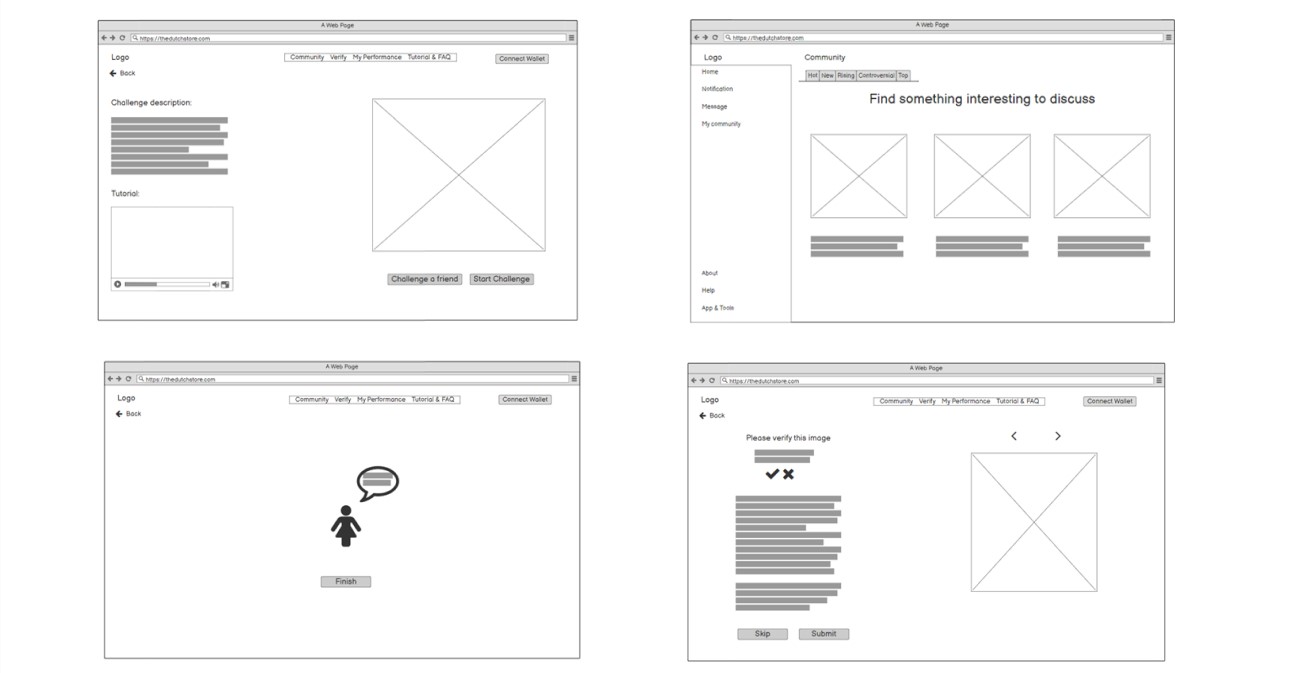 A Web Page
https://thedutchstore.com
Logo
Community Verify My Performance Tutorial & FAQ
Connect Wallet
Back
Challenge description:
Tutorial:
Challenge a friend
Start Challenge
A Web Page
https://thedutchstore.com
Logo
Community
Home
Hot New Rixing Controversial Top
Notification
Find something interesting to discuss
Message
My community
About
Help
App & Tools
A Web Page
https://thedutchstore.com
Logo
Community Verify My Performance Tutorial & FAQ
Connect Wallet
Back
Finish
A Web Page
https://thedutchstore.com
Logo
Community Verify My Performance Tutorial & FAQ
Connect Wallet
Back
Please verify this image
Skip
Submit